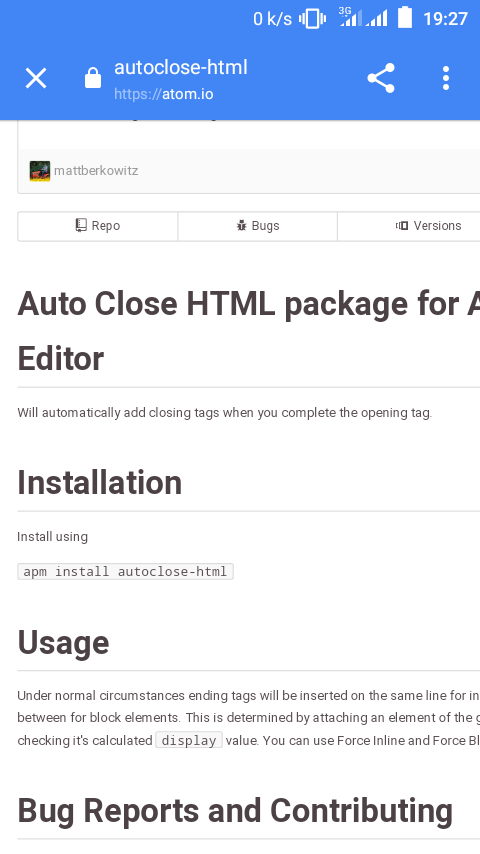 0 k/s 3G 19:27
autoclose-html
https://atom.io
mattberkowitz
Repo Bugs Versions
Auto Close HTML package for A
Editor
Will automatically add closing tags when you complete the opening tag.
Installation
Install using
apm install autoclose-html
Usage
Under normal circumstances ending tags will be inserted on the same line for in
between for block elements. This is determined by attaching an element of the g
checking it's calculated display value. You can use Force Inline and Force Bl
Bug Reports and Contributing